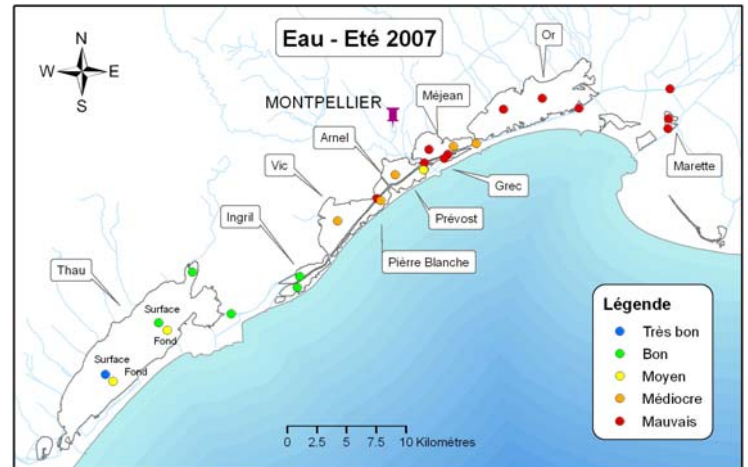 Eau - Eté 2007
N
W E
S
MONTPELLIER
Or
Méjean
Arnel
Vic
Ingril
Thau
Marette
Grec
Prévost
Pièrre Blanche
Surface
Fond
Surface
Fond
Légende
Très bon
Bon
Moyen
Médiocre
Mauvais
0 2.5 5 7.5 10 Kilomètres